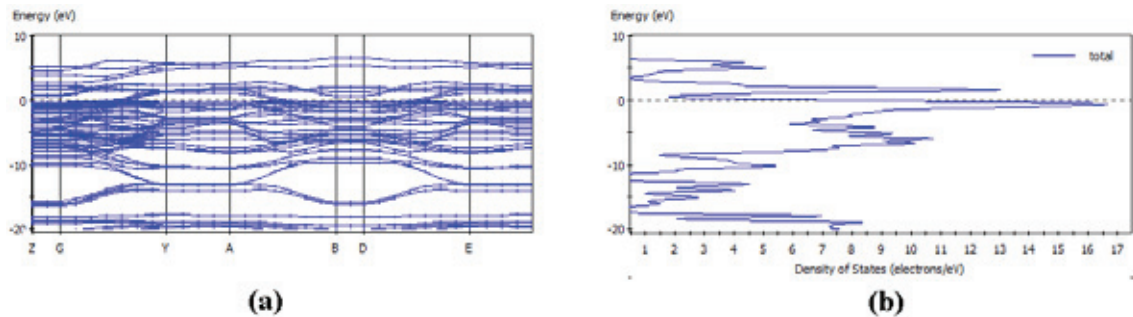 Energy (eV)
10
0
-10
-20
Z G Y A B D E
(a)
Energy (eV)
10
0
-10
-20
total
1 2 3 4 5 6 7 8 9 10 11 12 13 14 15 16 17
Density of States (electrons/eV)
(b)